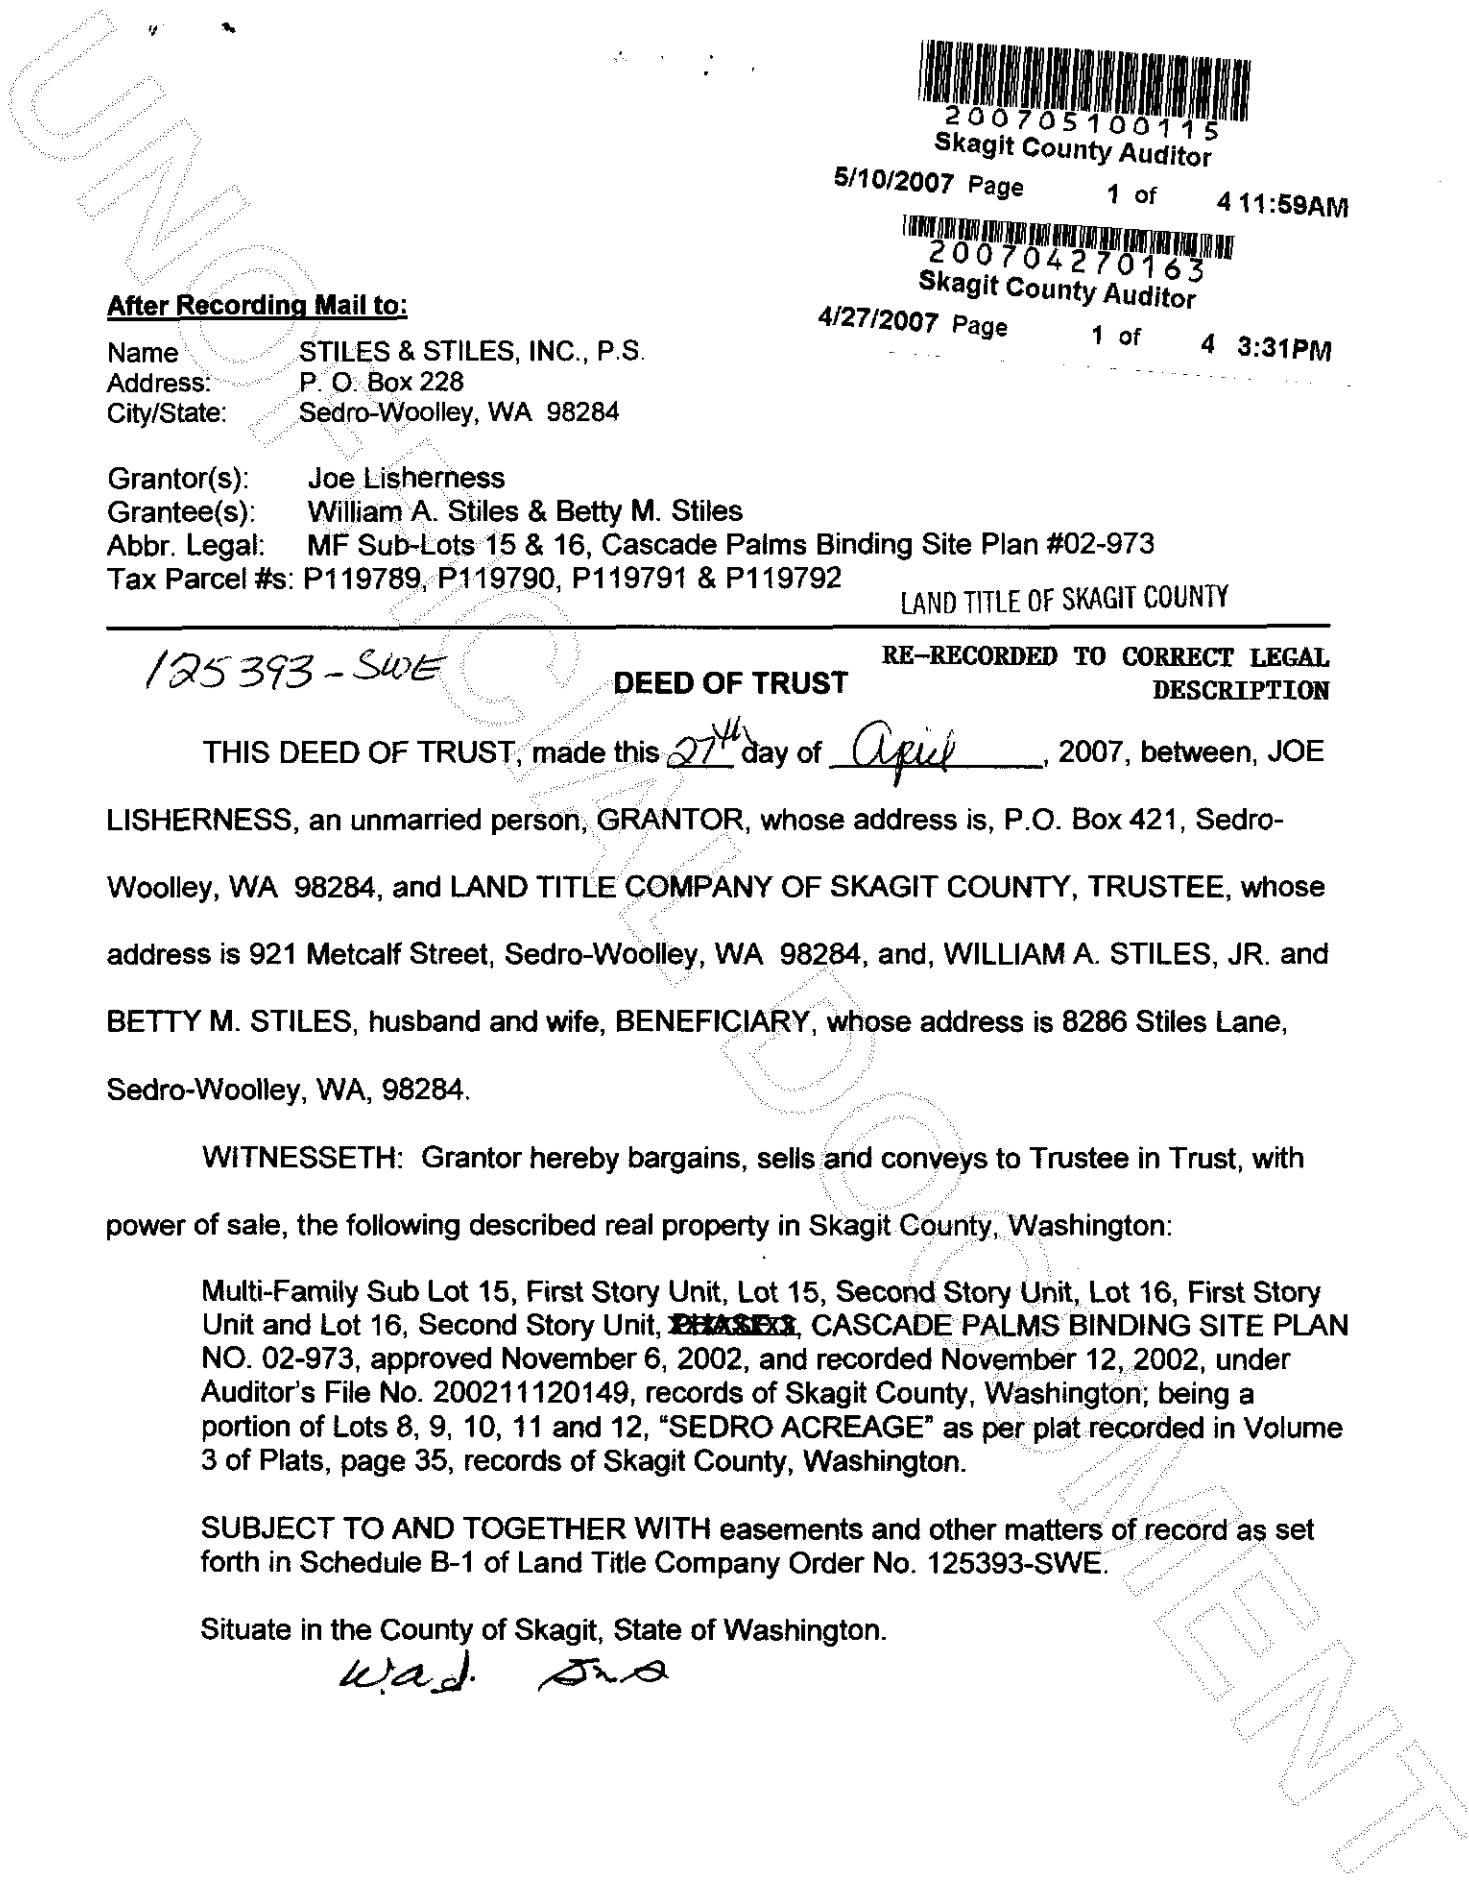 200705100115
Skagit County Auditor
5/10/2007 Page 1 of 4 11:59AM
200704270163
Skagit County Auditor
4/27/2007 Page 1 of 4 3:31PM
After Recording Mail to:
Name STILES & STILES, INC., P.S.
Address: P. O. Box 228
City/State: Sedro-Woolley, WA 98284
Grantor(s): Joe Lisherness
Grantee(s): William A. Stiles & Betty M. Stiles
Abbr. Legal: MF Sub-Lots 15 & 16, Cascade Palms Binding Site Plan #02-973
Tax Parcel #s: P119789, P119790, P119791 & P119792
LAND TITLE OF SKAGIT COUNTY
125393-SWE
DEED OF TRUST
RE-RECORDED TO CORRECT LEGAL
DESCRIPTION
THIS DEED OF TRUST, made this 27th day of April, 2007, between, JOE
LISHERNESS, an unmarried person, GRANTOR, whose address is, P.O. Box 421, Sedro-
Woolley, WA 98284, and LAND TITLE COMPANY OF SKAGIT COUNTY, TRUSTEE, whose
address is 921 Metcalf Street, Sedro-Woolley, WA 98284, and, WILLIAM A. STILES, JR. and
BETTY M. STILES, husband and wife, BENEFICIARY, whose address is 8286 Stiles Lane,
Sedro-Woolley, WA, 98284.
WITNESSETH: Grantor hereby bargains, sells and conveys to Trustee in Trust, with
power of sale, the following described real property in Skagit County, Washington:
Multi-Family Sub Lot 15, First Story Unit, Lot 15, Second Story Unit, Lot 16, First Story
Unit and Lot 16, Second Story Unit, CASCADE PALMS BINDING SITE PLAN
NO. 02-973, approved November 6, 2002, and recorded November 12, 2002, under
Auditor's File No. 200211120149, records of Skagit County, Washington; being a
portion of Lots 8, 9, 10, 11 and 12, "SEDRO ACREAGE" as per plat recorded in Volume
3 of Plats, page 35, records of Skagit County, Washington.
SUBJECT TO AND TOGETHER WITH easements and other matters of record as set
forth in Schedule B-1 of Land Title Company Order No. 125393-SWE.
Situate in the County of Skagit, State of Washington.
UNOFFICIAL DOCUMENT